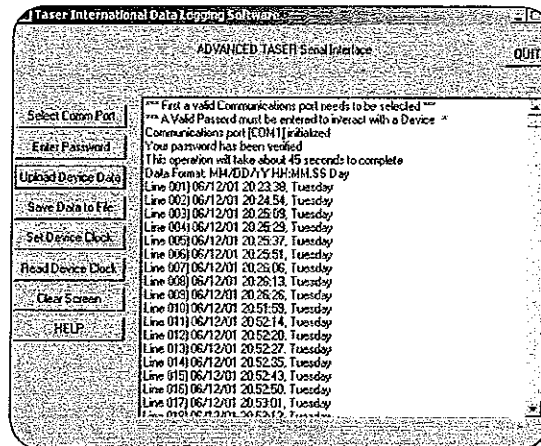 Taser International Data Logging Software
ADVANCED TASER Serial Interface
QUIT
Select Comm Port
Enter Password
Upload Device Data
Save Data to File
Set Device Clock
Read Device Clock
Clear Screen
HELP
*** First a valid Communications port needs to be selected ***
*** A Valid Passord must be entered to interact with a Device *
Communications port [COM1] initialized
Your password has been verified
This operation will take about 45 seconds to complete
Data Format: MM/DD/YY HH:MM:SS Day
Line 001) 06/12/01 20:23:38, Tuesday
Line 002) 06/12/01 20:24:54, Tuesday
Line 003) 06/12/01 20:25:09, Tuesday
Line 004) 06/12/01 20:25:29, Tuesday
Line 005) 06/12/01 20:25:37, Tuesday
Line 006) 06/12/01 20:25:51, Tuesday
Line 007) 06/12/01 20:26:06, Tuesday
Line 008) 06/12/01 20:26:13, Tuesday
Line 009) 06/12/01 20:26:26, Tuesday
Line 010) 06/12/01 20:51:59, Tuesday
Line 011) 06/12/01 20:52:14, Tuesday
Line 012) 06/12/01 20:52:20, Tuesday
Line 013) 06/12/01 20:52:27, Tuesday
Line 014) 06/12/01 20:52:35, Tuesday
Line 015) 06/12/01 20:52:43, Tuesday
Line 016) 06/12/01 20:52:50, Tuesday
Line 017) 06/12/01 20:53:01, Tuesday